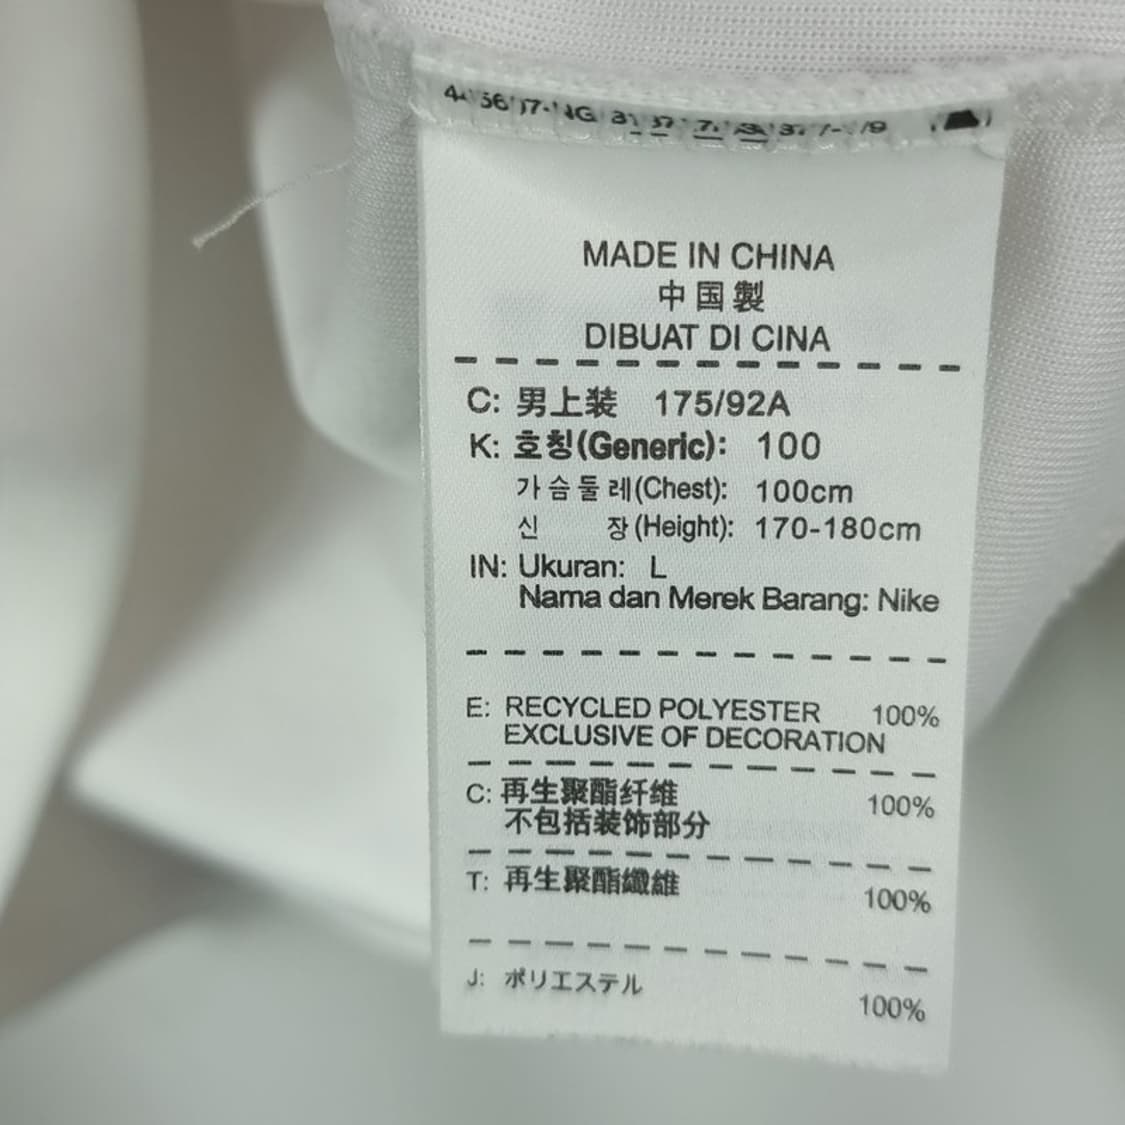 MADE IN CHINA
中国製
DIBUAT DI CINA
C: 男上装 175/92A
K: 호칭(Generic): 100
가슴둘레(Chest): 100cm
신 장(Height): 170-180cm
IN: Ukuran: L
Nama dan Merek Barang: Nike
E: RECYCLED POLYESTER 100%
EXCLUSIVE OF DECORATION
C: 再生聚酯纤维 100%
不包括装饰部分
T: 再生聚酯纖維 100%
J: ポリエステル 100%